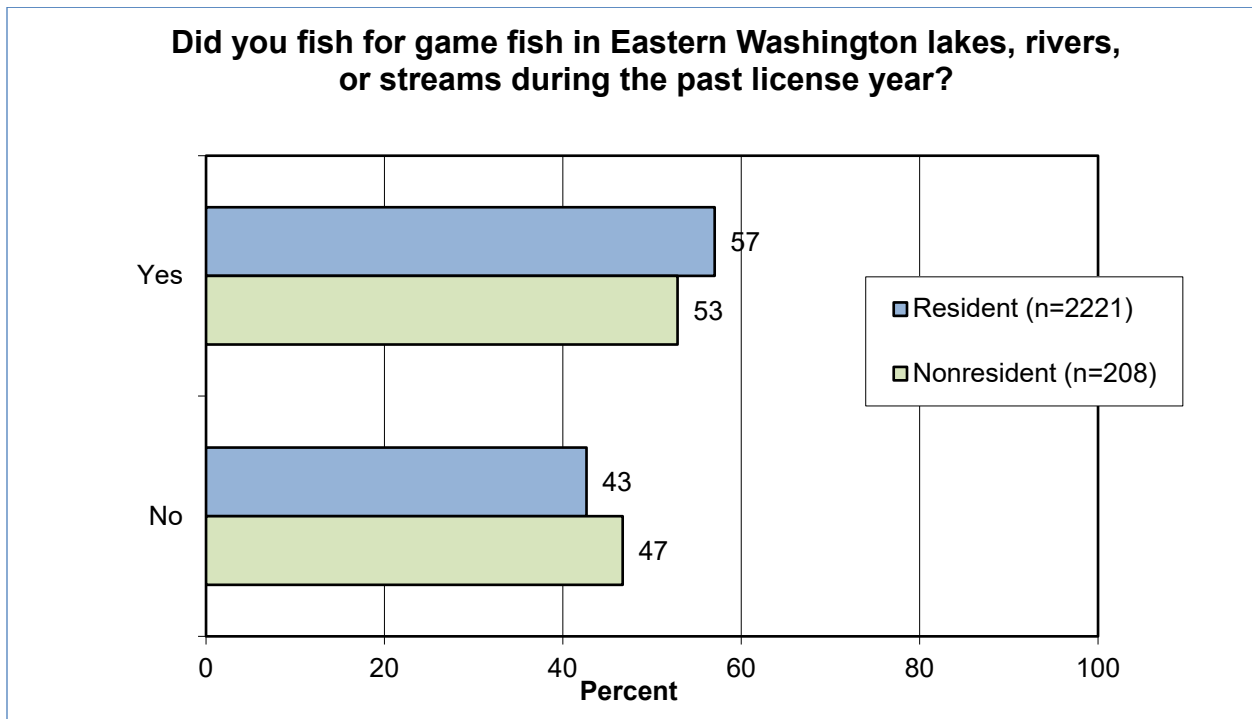 Did you fish for game fish in Eastern Washington lakes, rivers,
or streams during the past license year?
Yes
57
53
Resident (n=2221)
Nonresident (n=208)
No
43
47
0 20 40 60 80 100
Percent